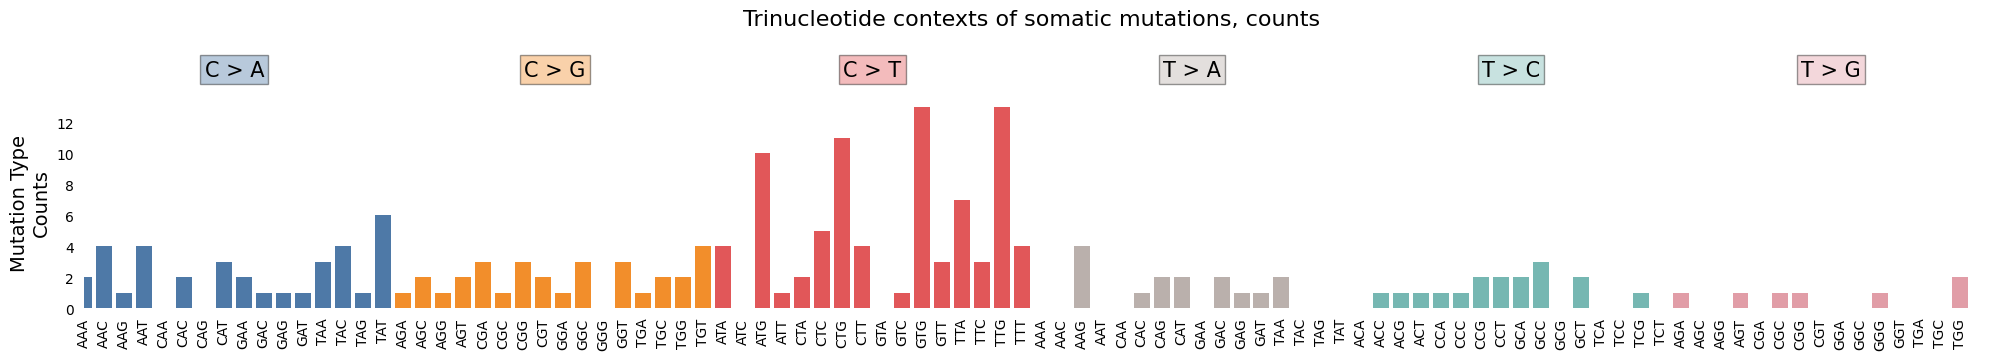 Trinucleotide contexts of somatic mutations, counts
C > A
C > G
C > T
T > A
T > C
T > G
Mutation Type
Counts
12
10
8
6
4
2
0
AAA
AAC
AAG
AAT
CAA
CAC
CAG
CAT
GAA
GAC
GAG
GAT
TAA
TAC
TAG
TAT
AGA
AGC
AGG
AGT
CGA
CGC
CGG
CGT
GGA
GGC
GGG
GGT
TGA
TGC
TGG
TGT
ATA
ATC
ATG
ATT
CTA
CTC
CTG
CTT
GTA
GTC
GTG
GTT
TTA
TTC
TTG
TTT
AAA
AAC
AAG
AAT
CAA
CAC
CAG
CAT
GAA
GAC
GAG
GAT
TAA
TAC
TAG
TAT
ACA
ACC
ACG
ACT
CCA
CCC
CCG
CCT
GCA
GCC
GCG
GCT
TCA
TCC
TCG
TCT
AGA
AGC
AGG
AGT
CGA
CGC
CGG
CGT
GGA
GGC
GGG
GGT
TGA
TGC
TGG